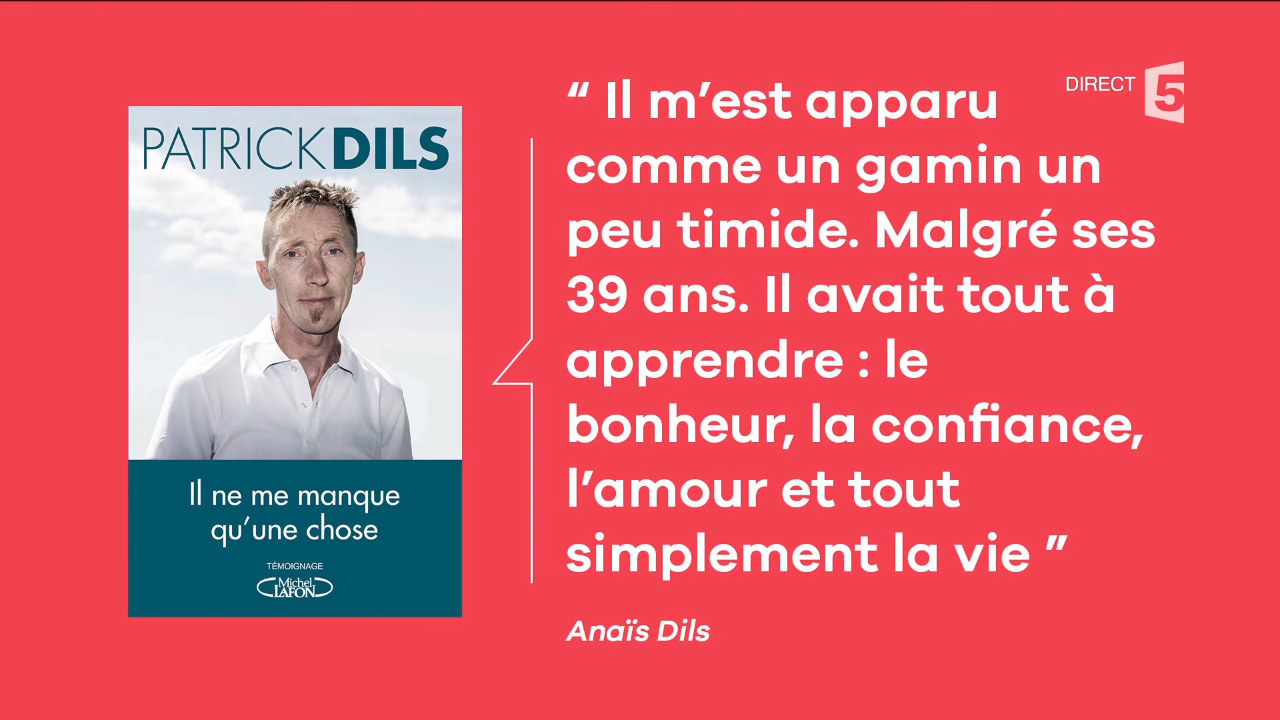 PATRICK DILS
Il ne me manque
qu'une chose
TÉMOIGNAGE
Michel
LAFON
“ Il m’est apparu
comme un gamin un
peu timide. Malgré ses
39 ans. Il avait tout à
apprendre : le
bonheur, la confiance,
l’amour et tout
simplement la vie ”
Anaïs Dils
DIRECT 5